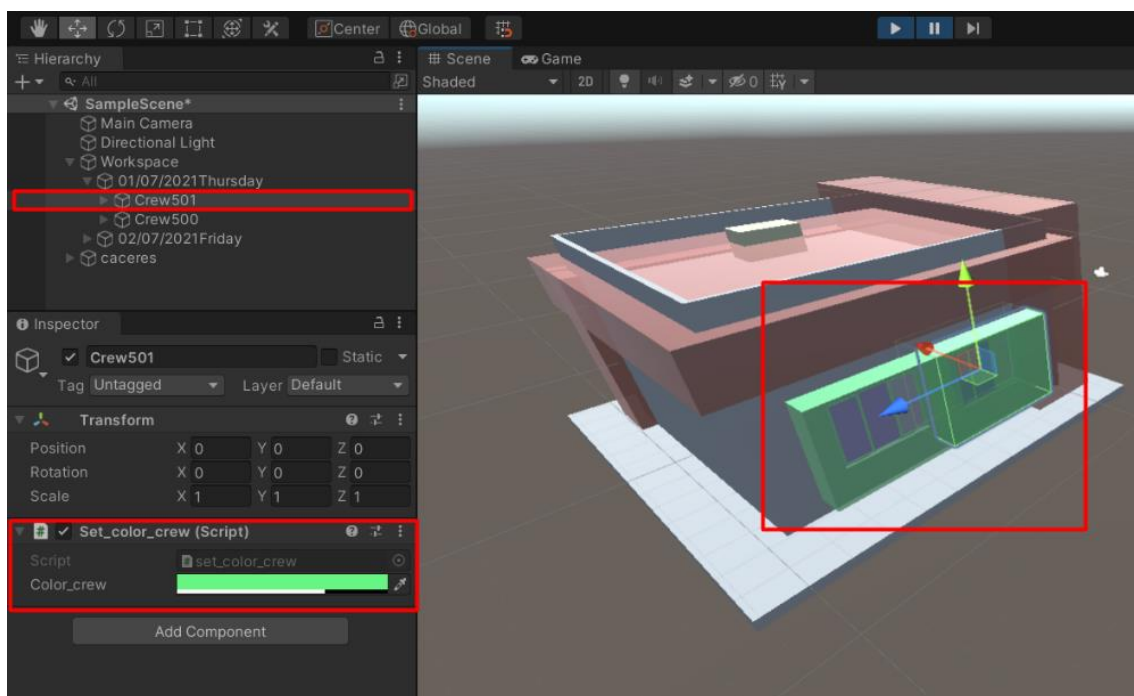 Center Global
Hierarchy
All
SampleScene*
Main Camera
Directional Light
Workspace
01/07/2021Thursday
Crew501
Crew500
02/07/2021Friday
caceres
Inspector
Crew501 Static
Tag Untagged Layer Default
Transform
Position X 0 Y 0 Z 0
Rotation X 0 Y 0 Z 0
Scale X 1 Y 1 Z 1
# Set_color_crew (Script)
Script set_color_crew
Color_crew
Add Component
Scene Game
Shaded 2D 0